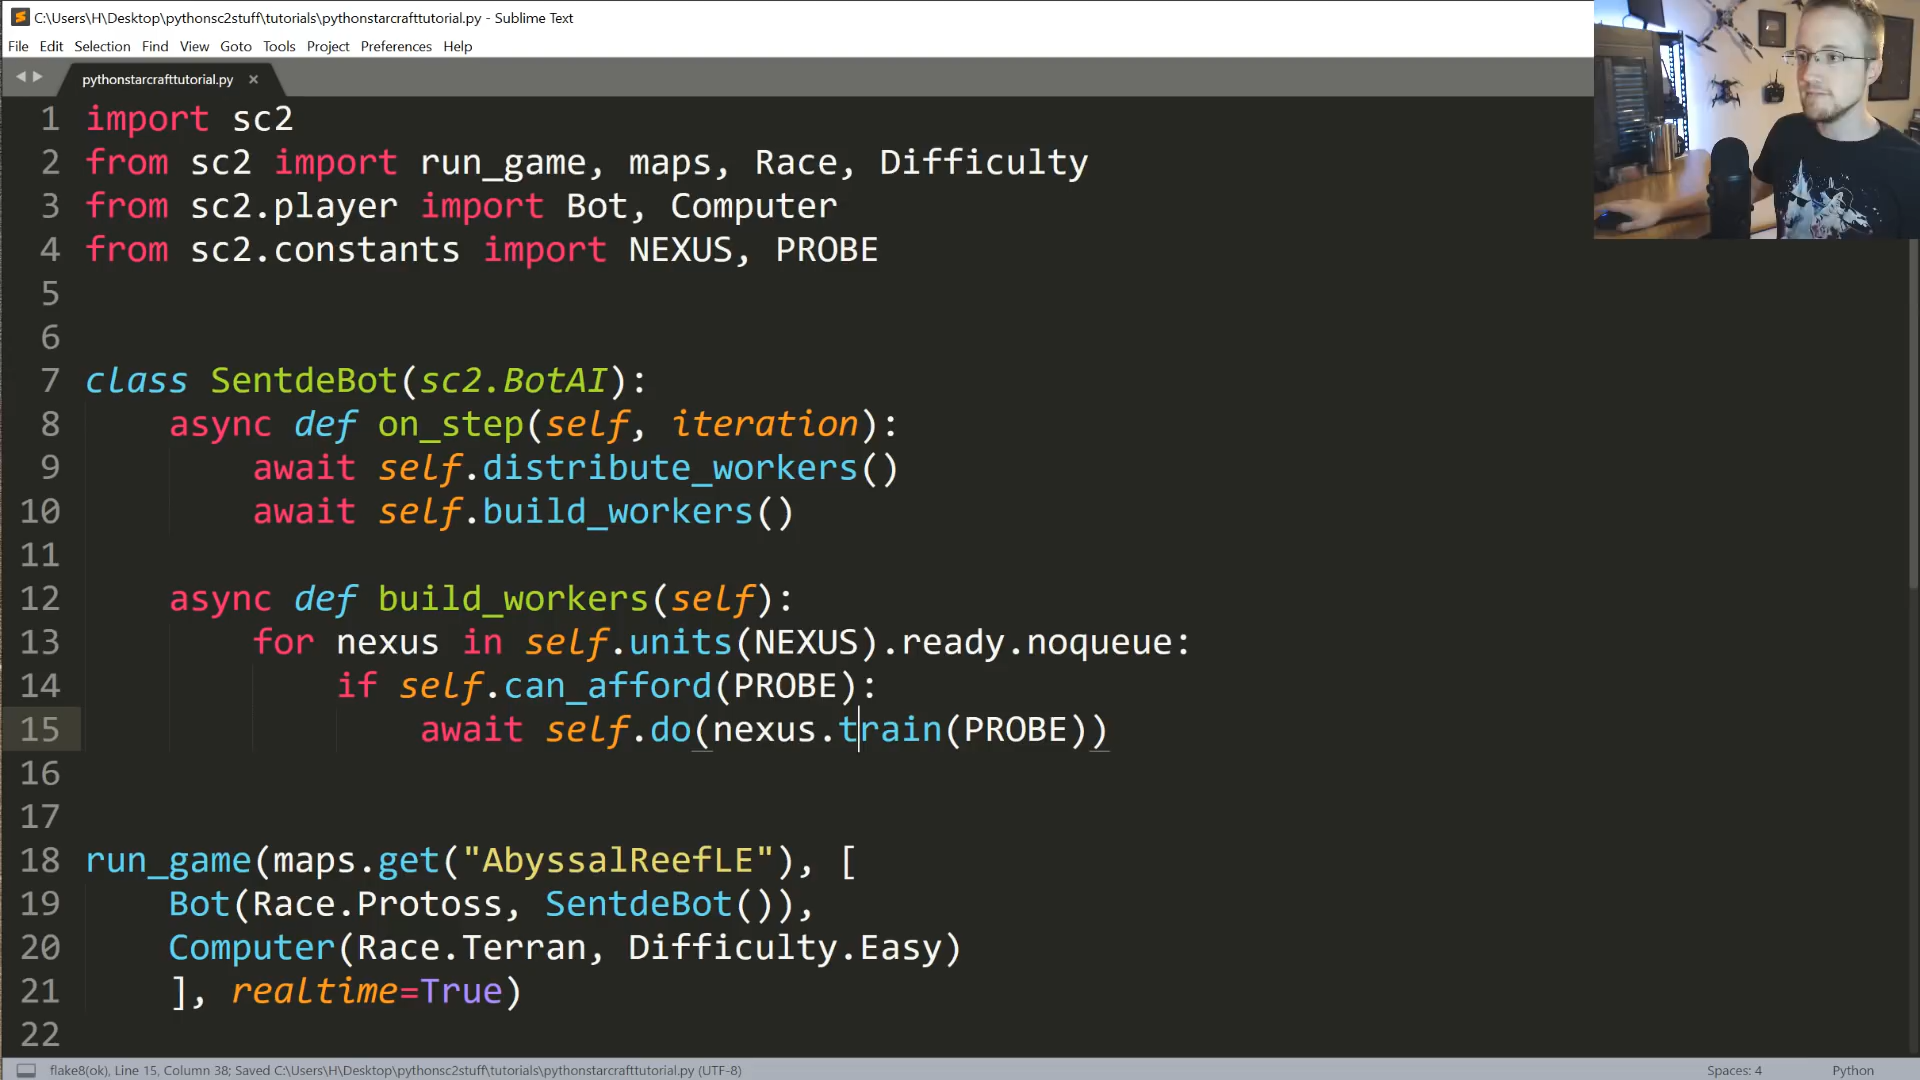 C:\Users\H\Desktop\pythonsc2stuff\tutorials\pythonstarcrafttutorial.py - Sublime Text
File Edit Selection Find View Goto Tools Project Preferences Help
pythonstarcrafttutorial.py ×
1 import sc2
2 from sc2 import run_game, maps, Race, Difficulty
3 from sc2.player import Bot, Computer
4 from sc2.constants import NEXUS, PROBE
5
6
7 class SentdeBot(sc2.BotAI):
8 async def on_step(self, iteration):
9 await self.distribute_workers()
10 await self.build_workers()
11
12 async def build_workers(self):
13 for nexus in self.units(NEXUS).ready.noqueue:
14 if self.can_afford(PROBE):
15 await self.do(nexus.train(PROBE))
16
17
18 run_game(maps.get("AbyssalReefLE"), [
19 Bot(Race.Protoss, SentdeBot()),
20 Computer(Race.Terran, Difficulty.Easy)
21 ], realtime=True)
22
flake8(ok), Line 15, Column 38; Saved C:\Users\H\Desktop\pythonsc2stuff\tutorials\pythonstarcrafttutorial.py (UTF-8)
Spaces: 4
Python